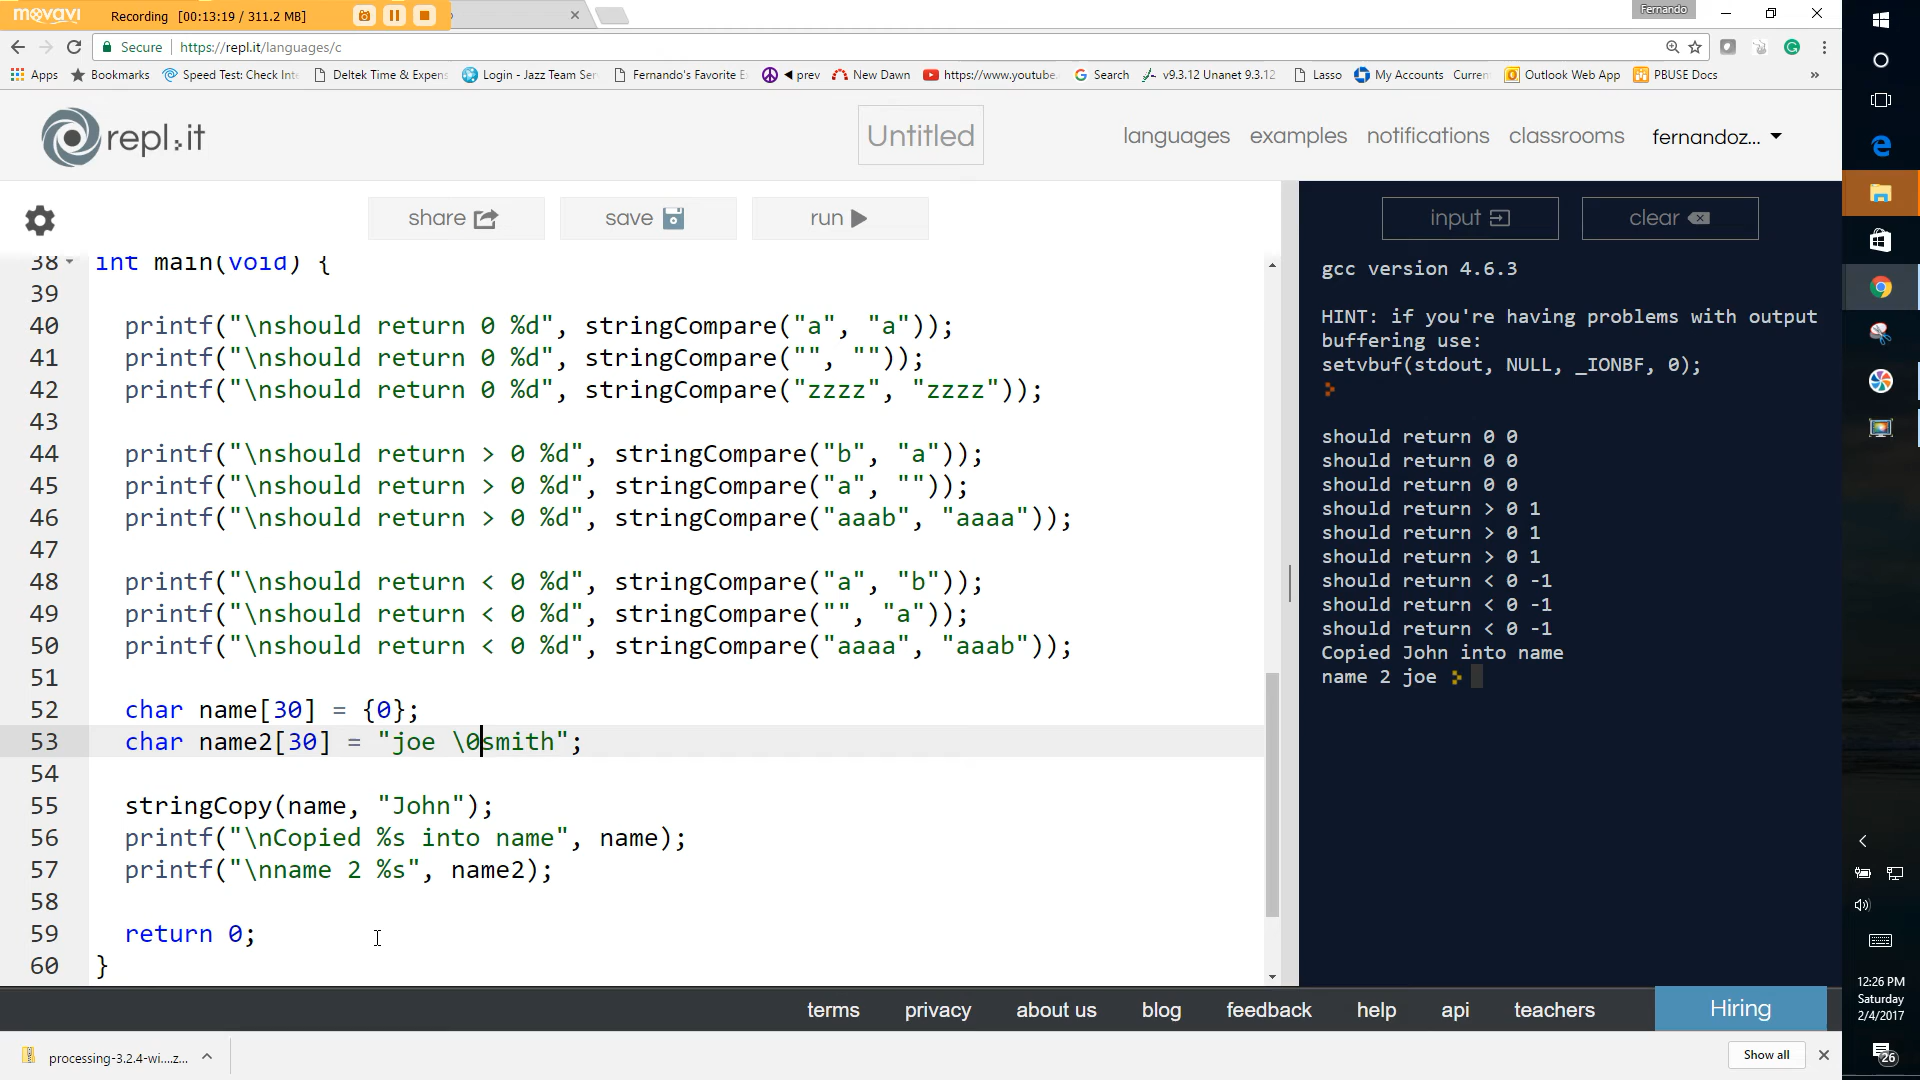 movavi Recording [00:13:19 / 311.2 MB]
Fernando
Secure https://repl.it/languages/c
Apps Bookmarks Speed Test: Check Inte Deltek Time & Expens Login - Jazz Team Ser Fernando's Favorite E ◄ prev New Dawn https://www.youtube. Search v9.3.12 Unanet 9.3.12 Lasso My Accounts Curren Outlook Web App PBUSE Docs »
repl.it Untitled languages examples notifications classrooms fernandoz...
share save run input clear
38 int main(void) {
39
40 printf("\nshould return 0 %d", stringCompare("a", "a"));
41 printf("\nshould return 0 %d", stringCompare("", ""));
42 printf("\nshould return 0 %d", stringCompare("zzzz", "zzzz"));
43
44 printf("\nshould return > 0 %d", stringCompare("b", "a"));
45 printf("\nshould return > 0 %d", stringCompare("a", ""));
46 printf("\nshould return > 0 %d", stringCompare("aaab", "aaaa"));
47
48 printf("\nshould return < 0 %d", stringCompare("a", "b"));
49 printf("\nshould return < 0 %d", stringCompare("", "a"));
50 printf("\nshould return < 0 %d", stringCompare("aaaa", "aaab"));
51
52 char name[30] = {0};
53 char name2[30] = "joe \0smith";
54
55 stringCopy(name, "John");
56 printf("\nCopied %s into name", name);
57 printf("\nname 2 %s", name2);
58
59 return 0;
60 }
gcc version 4.6.3
HINT: if you're having problems with output
buffering use:
setvbuf(stdout, NULL, _IONBF, 0);
should return 0 0
should return 0 0
should return 0 0
should return > 0 1
should return > 0 1
should return > 0 1
should return < 0 -1
should return < 0 -1
should return < 0 -1
Copied John into name
name 2 joe
terms privacy about us blog feedback help api teachers Hiring
processing-3.2.4-wi....z... Show all
12:26 PM
Saturday
2/4/2017
26